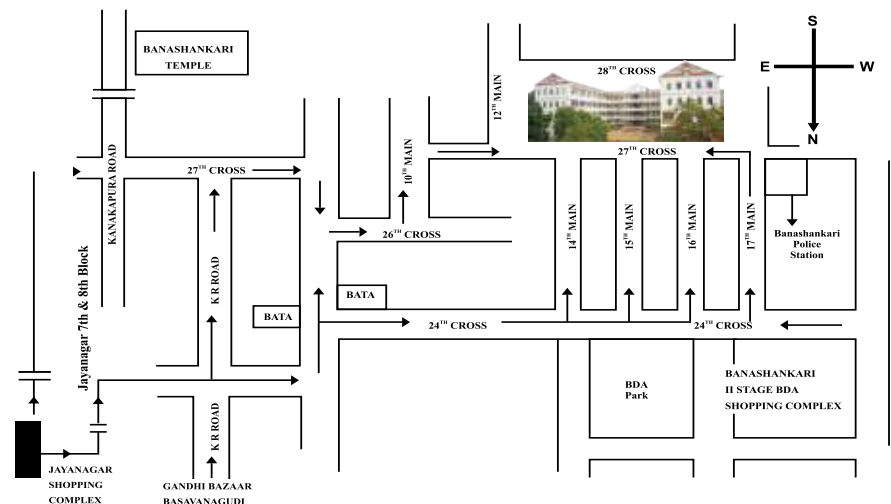 S
BANASHANKARI
TEMPLE
28TH CROSS
E W
12TH MAIN
N
27TH CROSS
KANAKAPURA ROAD
27TH CROSS
10TH MAIN
14TH MAIN
15TH MAIN
16TH MAIN
17TH MAIN
Banashankari
Police
Station
26TH CROSS
K R ROAD
Jayanagar 7th & 8th Block
BATA
BATA
24TH CROSS
24TH CROSS
BDA
Park
BANASHANKARI
II STAGE BDA
SHOPPING COMPLEX
K R ROAD
JAYANAGAR
SHOPPING
COMPLEX
GANDHI BAZAAR
BASAVANAGUDI